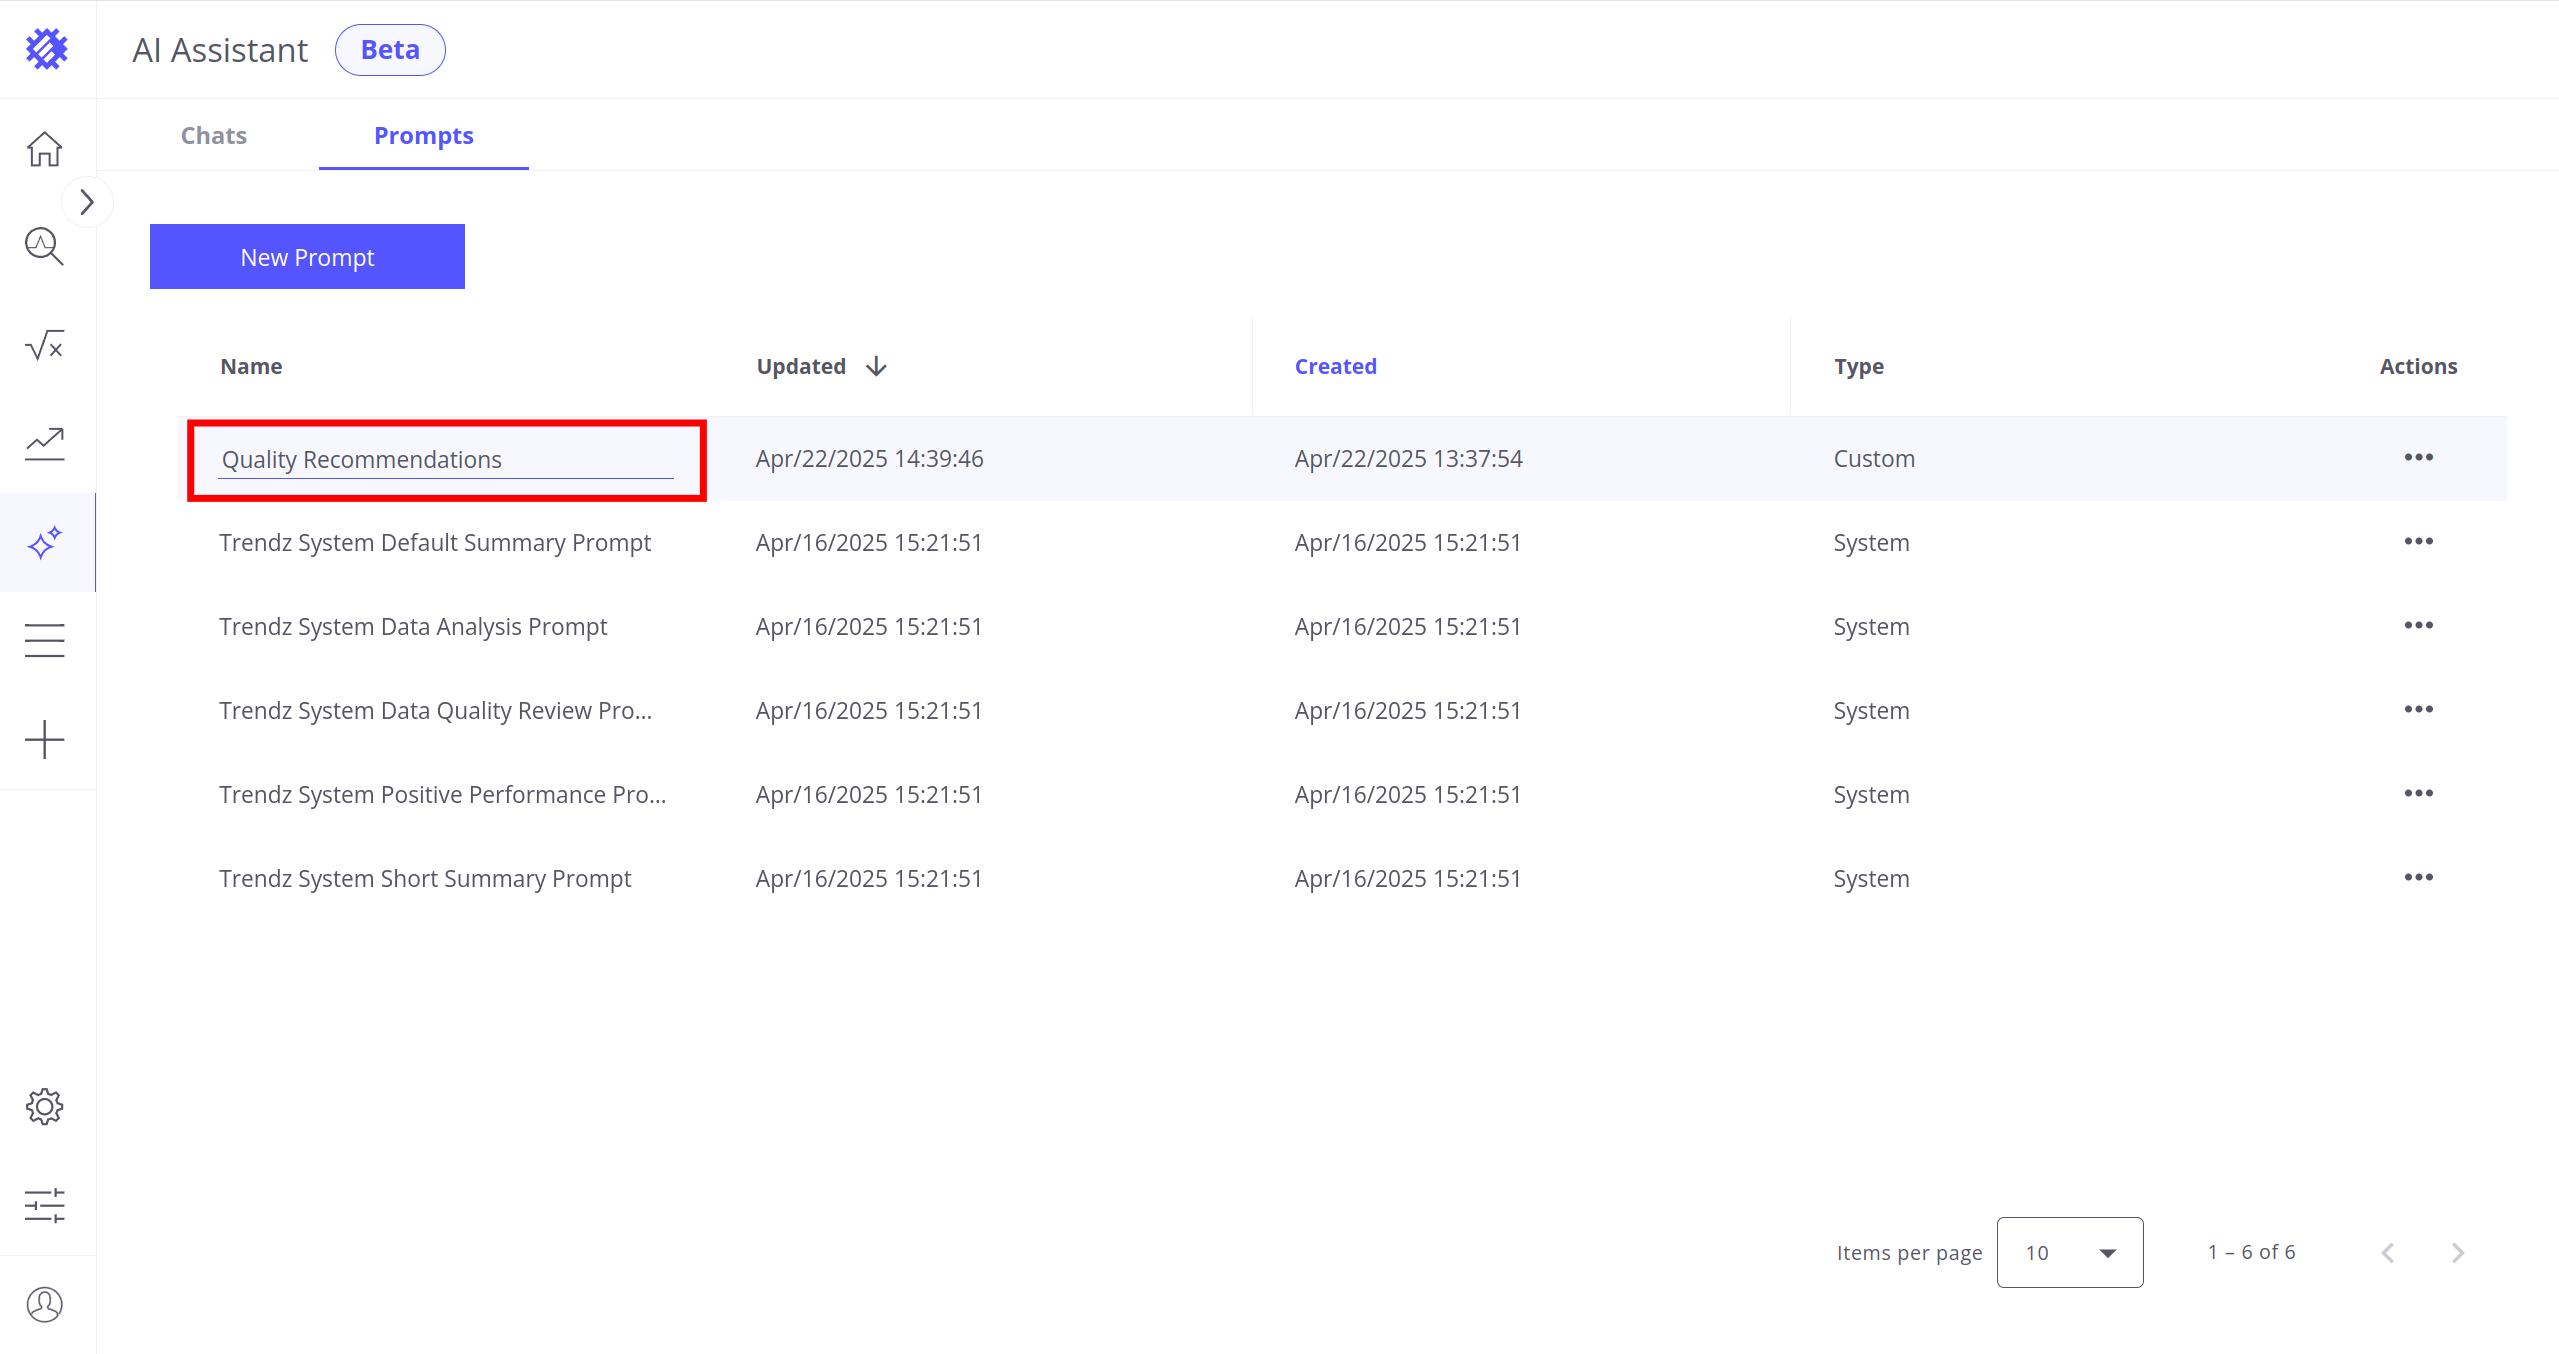 AI Assistant Beta
Chats Prompts
New Prompt
Name Updated Created Type Actions
Quality Recommendations Apr/22/2025 14:39:46 Apr/22/2025 13:37:54 Custom
Trendz System Default Summary Prompt Apr/16/2025 15:21:51 Apr/16/2025 15:21:51 System
Trendz System Data Analysis Prompt Apr/16/2025 15:21:51 Apr/16/2025 15:21:51 System
Trendz System Data Quality Review Pro... Apr/16/2025 15:21:51 Apr/16/2025 15:21:51 System
Trendz System Positive Performance Pro... Apr/16/2025 15:21:51 Apr/16/2025 15:21:51 System
Trendz System Short Summary Prompt Apr/16/2025 15:21:51 Apr/16/2025 15:21:51 System
Items per page 10 1 – 6 of 6